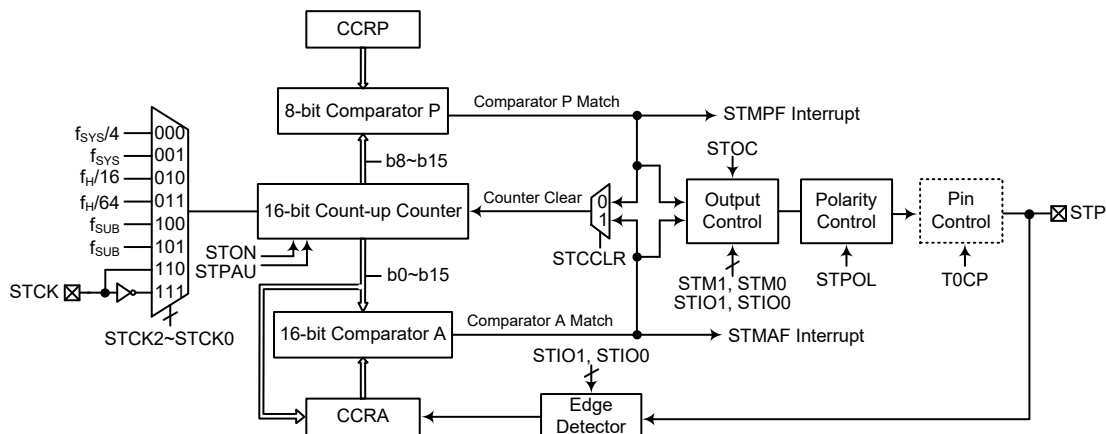 CCRP
8-bit Comparator P
Comparator P Match
STMPF Interrupt
fSYS/4
000
fSYS
001
fH/16
010
fH/64
011
fSUB
100
fSUB
101
110
111
STCK
STCK2~STCK0
b8~b15
16-bit Count-up Counter
Counter Clear
0
1
STCCLR
STON
STPAU
b0~b15
STOC
Output
Control
STM1, STM0
STIO1, STIO0
Polarity
Control
STPOL
Pin
Control
T0CP
STP
16-bit Comparator A
Comparator A Match
STMAF Interrupt
STIO1, STIO0
CCRA
Edge
Detector